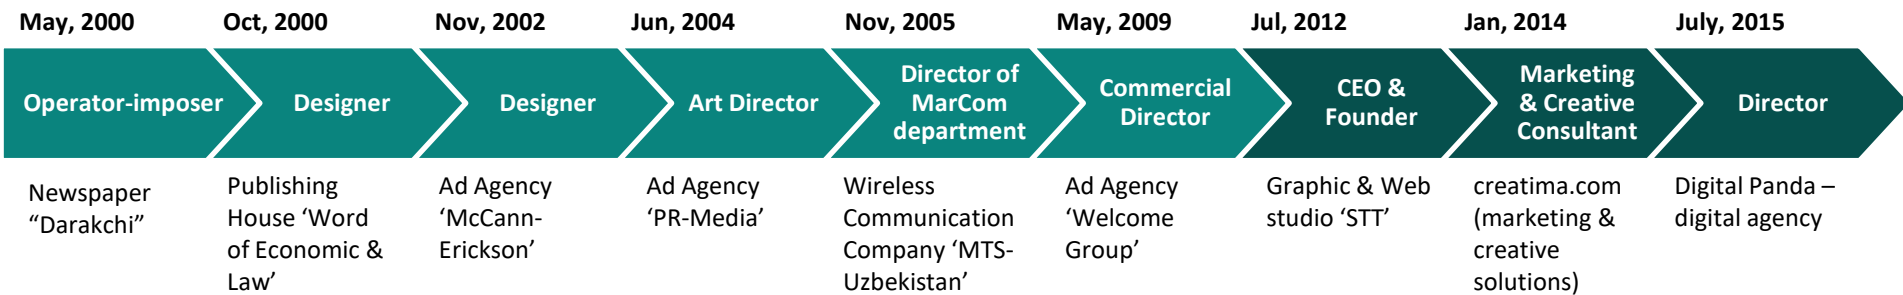 May, 2000
Oct, 2000
Nov, 2002
Jun, 2004
Nov, 2005
May, 2009
Jul, 2012
Jan, 2014
July, 2015
Operator-imposer
Designer
Designer
Art Director
Director of
MarCom
department
Commercial
Director
CEO &
Founder
Marketing
& Creative
Consultant
Director
Newspaper
“Darakchi”
Publishing
House ‘Word
of Economic &
Law’
Ad Agency
‘McCann-
Erickson’
Ad Agency
‘PR-Media’
Wireless
Communication
Company ‘MTS-
Uzbekistan’
Ad Agency
‘Welcome
Group’
Graphic & Web
studio ‘STT’
creatima.com
(marketing &
creative
solutions)
Digital Panda –
digital agency